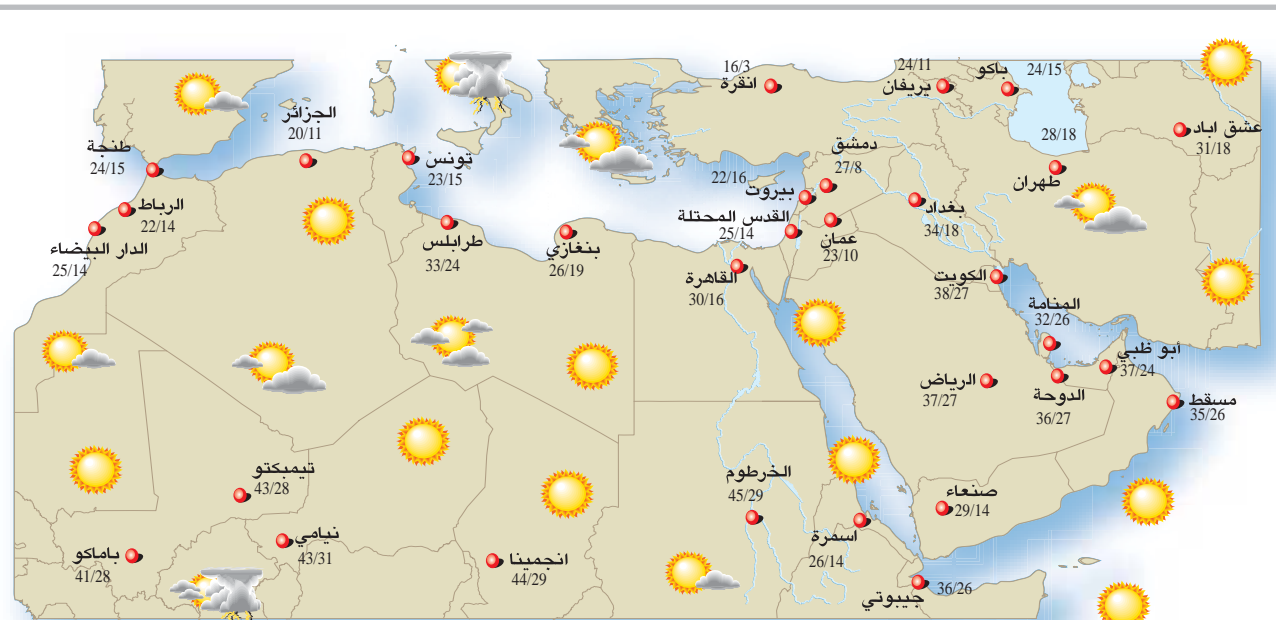 الجزائر
20/11
طنجة
24/15
الرباط
22/14
الدار البيضاء
25/14
تونس
23/15
طرابلس
33/24
بنغازي
26/19
16/3
انقرة
24/11
يريفان
باكو
24/15
28/18
عشق اباد
31/18
طهران
دمشق
27/8
22/16
بيروت
القدس المحتلة
25/14
عمان
23/10
بغداد
34/18
القاهرة
30/16
الكويت
38/27
المنامة
32/26
أبو ظبي
37/24
الدوحة
36/27
الرياض
37/27
مسقط
35/26
تيمبكتو
43/28
نيامي
43/31
باماكو
41/28
انجمينا
44/29
الخرطوم
45/29
اسمرة
26/14
صنعاء
29/14
36/26
جيبوتي